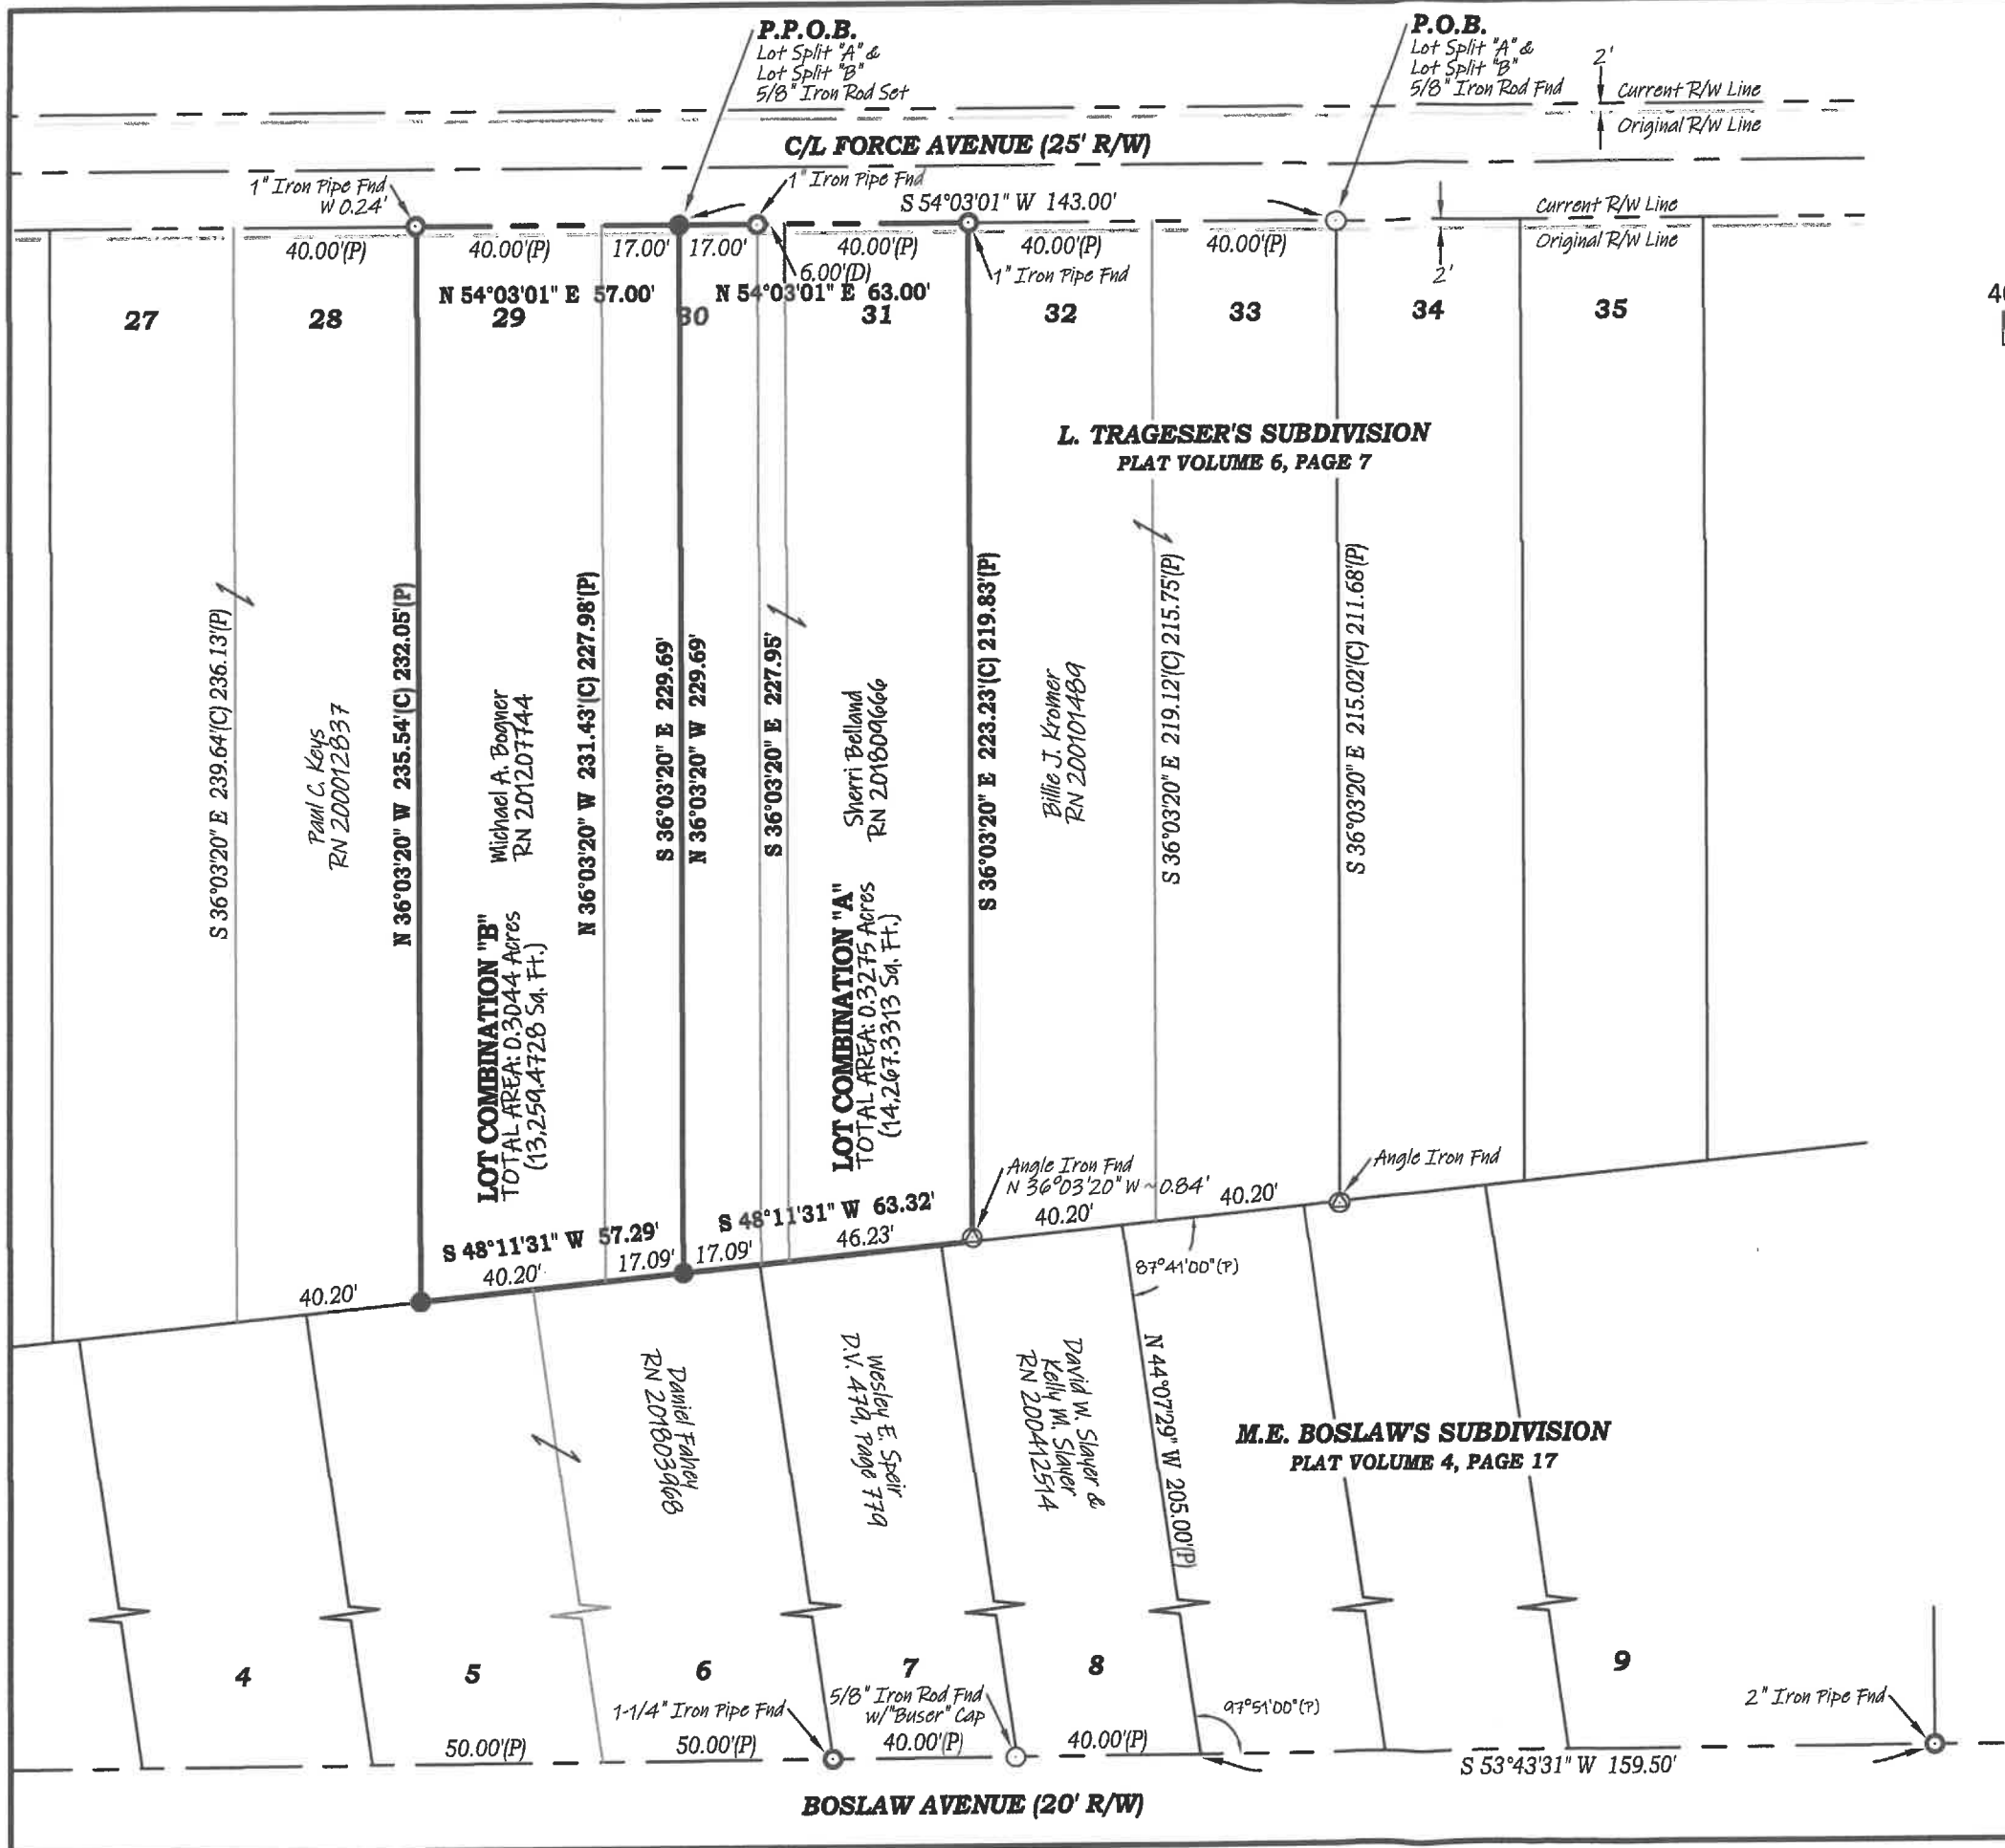 P.P.O.B.
Lot Split "A" &
Lot Split "B"
5/8" Iron Rod Set
P.O.B.
Lot Split "A" &
Lot Split "B"
5/8" Iron Rod Fnd
2'
Current R/W Line
Original R/W Line
C/L FORCE AVENUE (25' R/W)
1" Iron Pipe Fnd
W 0.24'
1" Iron Pipe Fnd
S 54°03'01" W 143.00'
Current R/W Line
Original R/W Line
2'
40.00'(P)
40.00'(P)
17.00'
17.00'
6.00'(D)
40.00'(P)
1" Iron Pipe Fnd
40.00'(P)
40.00'(P)
N 54°03'01" E 57.00'
N 54°03'01" E 63.00'
27
28
29
30
31
32
33
34
35
L. TRAGESER'S SUBDIVISION
PLAT VOLUME 6, PAGE 7
S 36°03'20" E 239.64'(C) 236.13'(P)
Paul C. Keys
RN 200012837
N 36°03'20" W 235.54'(C) 232.05'(P)
Michael A. Bogner
RN 201207744
N 36°03'20" W 231.43'(C) 227.98'(P)
S 36°03'20" E 229.69'
N 36°03'20" W 229.69'
S 36°03'20" E 227.95'
Sherri Belland
RN 201809666
S 36°03'20" E 223.23'(C) 219.83'(P)
Billie J. Kromer
RN 200101489
S 36°03'20" E 219.12'(C) 215.75'(P)
S 36°03'20" E 215.02'(C) 211.68'(P)
LOT COMBINATION "B"
TOTAL AREA: 0.3044 Acres
(13,259.4728 Sq. Ft.)
LOT COMBINATION "A"
TOTAL AREA: 0.3275 Acres
(14,267.3313 Sq. Ft.)
Angle Iron Fnd
N 36°03'20" W ~ 0.84'
Angle Iron Fnd
S 48°11'31" W 57.29'
S 48°11'31" W 63.32'
40.20'
40.20'
17.09'
17.09'
46.23'
40.20'
40.20'
87°41'00"(P)
Daniel Fahey
RN 201803968
Wesley E. Speir
D.V. 479, Page 779
David W. Slayer &
Kelly M. Slayer
RN 200412514
N 44°07'29" W 205.00'(P)
M.E. BOSLAW'S SUBDIVISION
PLAT VOLUME 4, PAGE 17
4
5
6
7
8
9
1-1/4" Iron Pipe Fnd
5/8" Iron Rod Fnd
w/"Buser" Cap
97°51'00"(P)
2" Iron Pipe Fnd
50.00'(P)
50.00'(P)
40.00'(P)
40.00'(P)
S 53°43'31" W 159.50'
BOSLAW AVENUE (20' R/W)